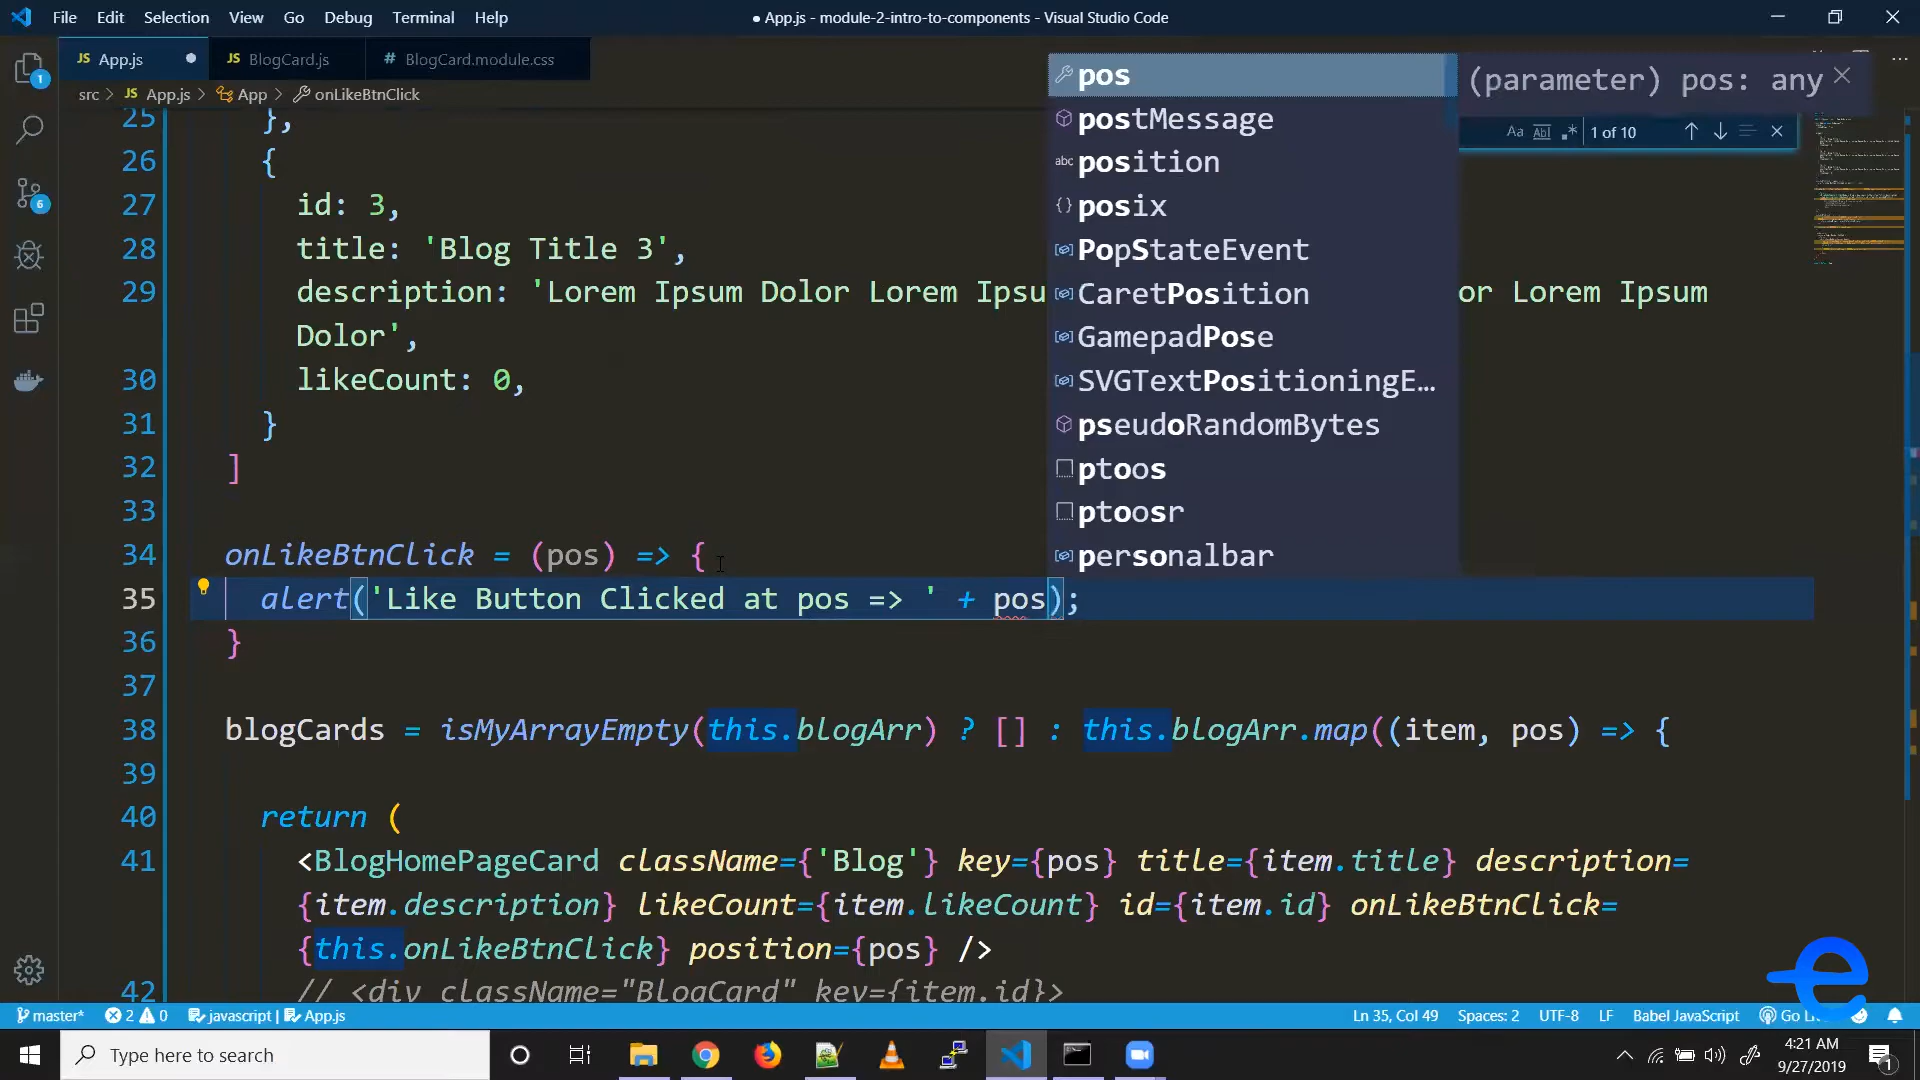 File Edit Selection View Go Debug Terminal Help
● App.js - module-2-intro-to-components - Visual Studio Code
JS App.js ● JS BlogCard.js # BlogCard.module.css
src > JS App.js > App > onLikeBtnClick
pos
(parameter) pos: any
postMessage
position
posix
PopStateEvent
CaretPosition
GamepadPose
SVGTextPositioningE…
pseudoRandomBytes
ptoos
ptoosr
personalbar
Aa Abl .* 1 of 10
25 },
26 {
27 id: 3,
28 title: 'Blog Title 3',
29 description: 'Lorem Ipsum Dolor Lorem Ipsu or Lorem Ipsum
Dolor',
30 likeCount: 0,
31 }
32 ]
33
34 onLikeBtnClick = (pos) => {
35 alert('Like Button Clicked at pos => ' + pos);
36 }
37
38 blogCards = isMyArrayEmpty(this.blogArr) ? [] : this.blogArr.map((item, pos) => {
39
40 return (
41 <BlogHomePageCard className={'Blog'} key={pos} title={item.title} description=
{item.description} likeCount={item.likeCount} id={item.id} onLikeBtnClick=
{this.onLikeBtnClick} position={pos} />
42 // <div className="BlogCard" key={item.id}>
1
6
master* 2 0 javascript | App.js
Ln 35, Col 49 Spaces: 2 UTF-8 LF Babel JavaScript Go Li
Type here to search
4:21 AM
9/27/2019
1